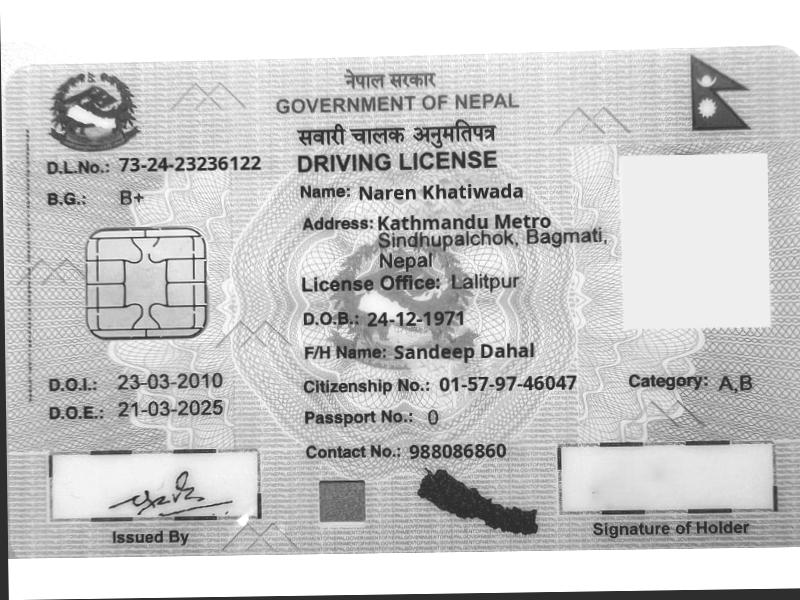 नेपाल सरकार
GOVERNMENT OF NEPAL
सवारी चालक अनुमतिपत्र
DRIVING LICENSE
D.L.No.: 73-24-23236122
B.G.: B+
Name: Naren Khatiwada
Address: Kathmandu Metro
Sindhupalchok, Bagmati,
Nepal
License Office: Lalitpur
D.O.B.: 24-12-1971
F/H Name: Sandeep Dahal
D.O.I.: 23-03-2010
Citizenship No.: 01-57-97-46047
Category: A,B
D.O.E.: 21-03-2025
Passport No.: 0
Contact No.: 988086860
Issued By
Signature of Holder